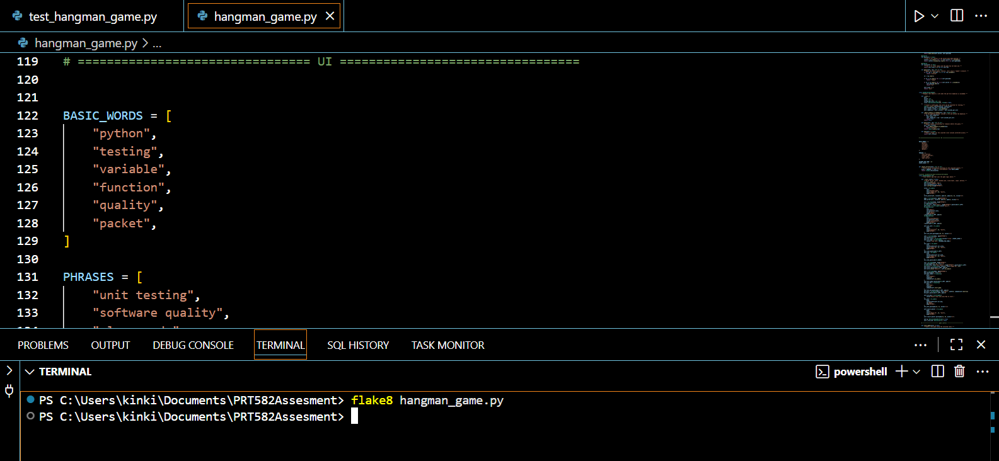 test_hangman_game.py hangman_game.py
hangman_game.py > ...
119 # ================================ UI =================================
120
121
122 BASIC_WORDS = [
123 "python",
124 "testing",
125 "variable",
126 "function",
127 "quality",
128 "packet",
129 ]
130
131 PHRASES = [
132 "unit testing",
133 "software quality",
PROBLEMS OUTPUT DEBUG CONSOLE TERMINAL SQL HISTORY TASK MONITOR
TERMINAL powershell
PS C:\Users\kinki\Documents\PRT582Assesment> flake8 hangman_game.py
PS C:\Users\kinki\Documents\PRT582Assesment>